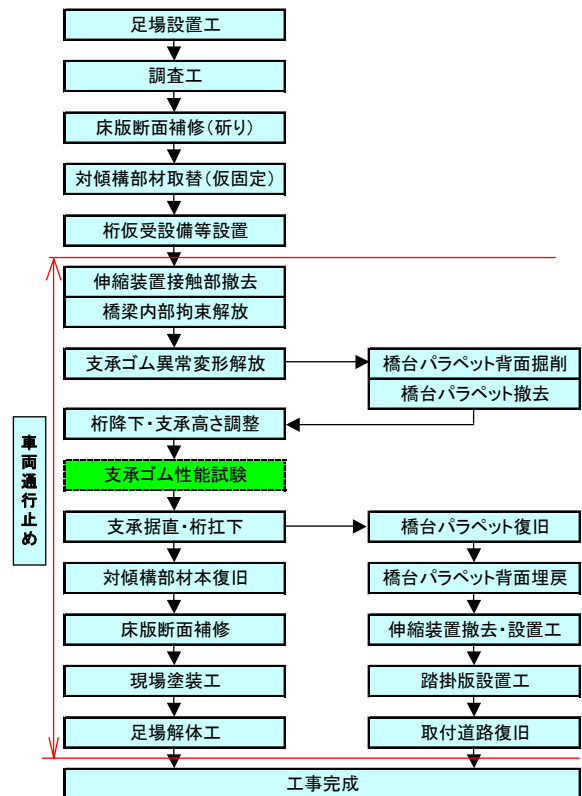 足場設置工
調査工
床版断面補修(斫り)
対傾構部材取替(仮固定)
桁仮受設備等設置
伸縮装置接触部撤去
橋梁内部拘束解放
支承ゴム異常変形解放
橋台パラペット背面掘削
橋台パラペット撤去
桁降下・支承高さ調整
車両通行止め
支承ゴム性能試験
支承据直・桁扛下
橋台パラペット復旧
対傾構部材本復旧
橋台パラペット背面埋戻
床版断面補修
伸縮装置撤去・設置工
現場塗装工
踏掛版設置工
足場解体工
取付道路復旧
工事完成